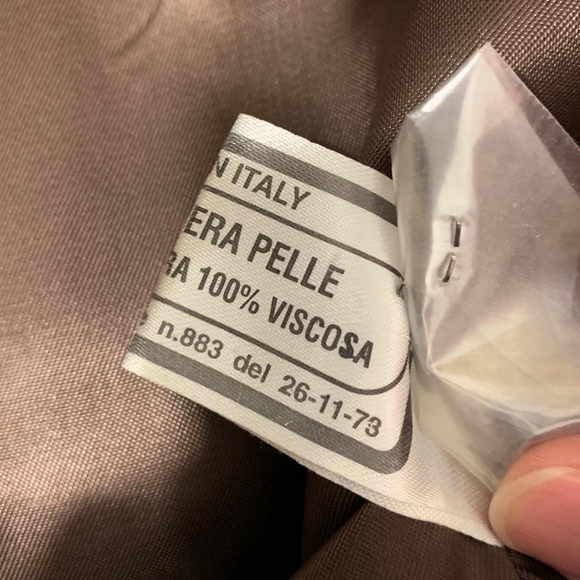 N ITALY
ERA PELLE
RA 100% VISCOSA
n.883 del 26-11-73